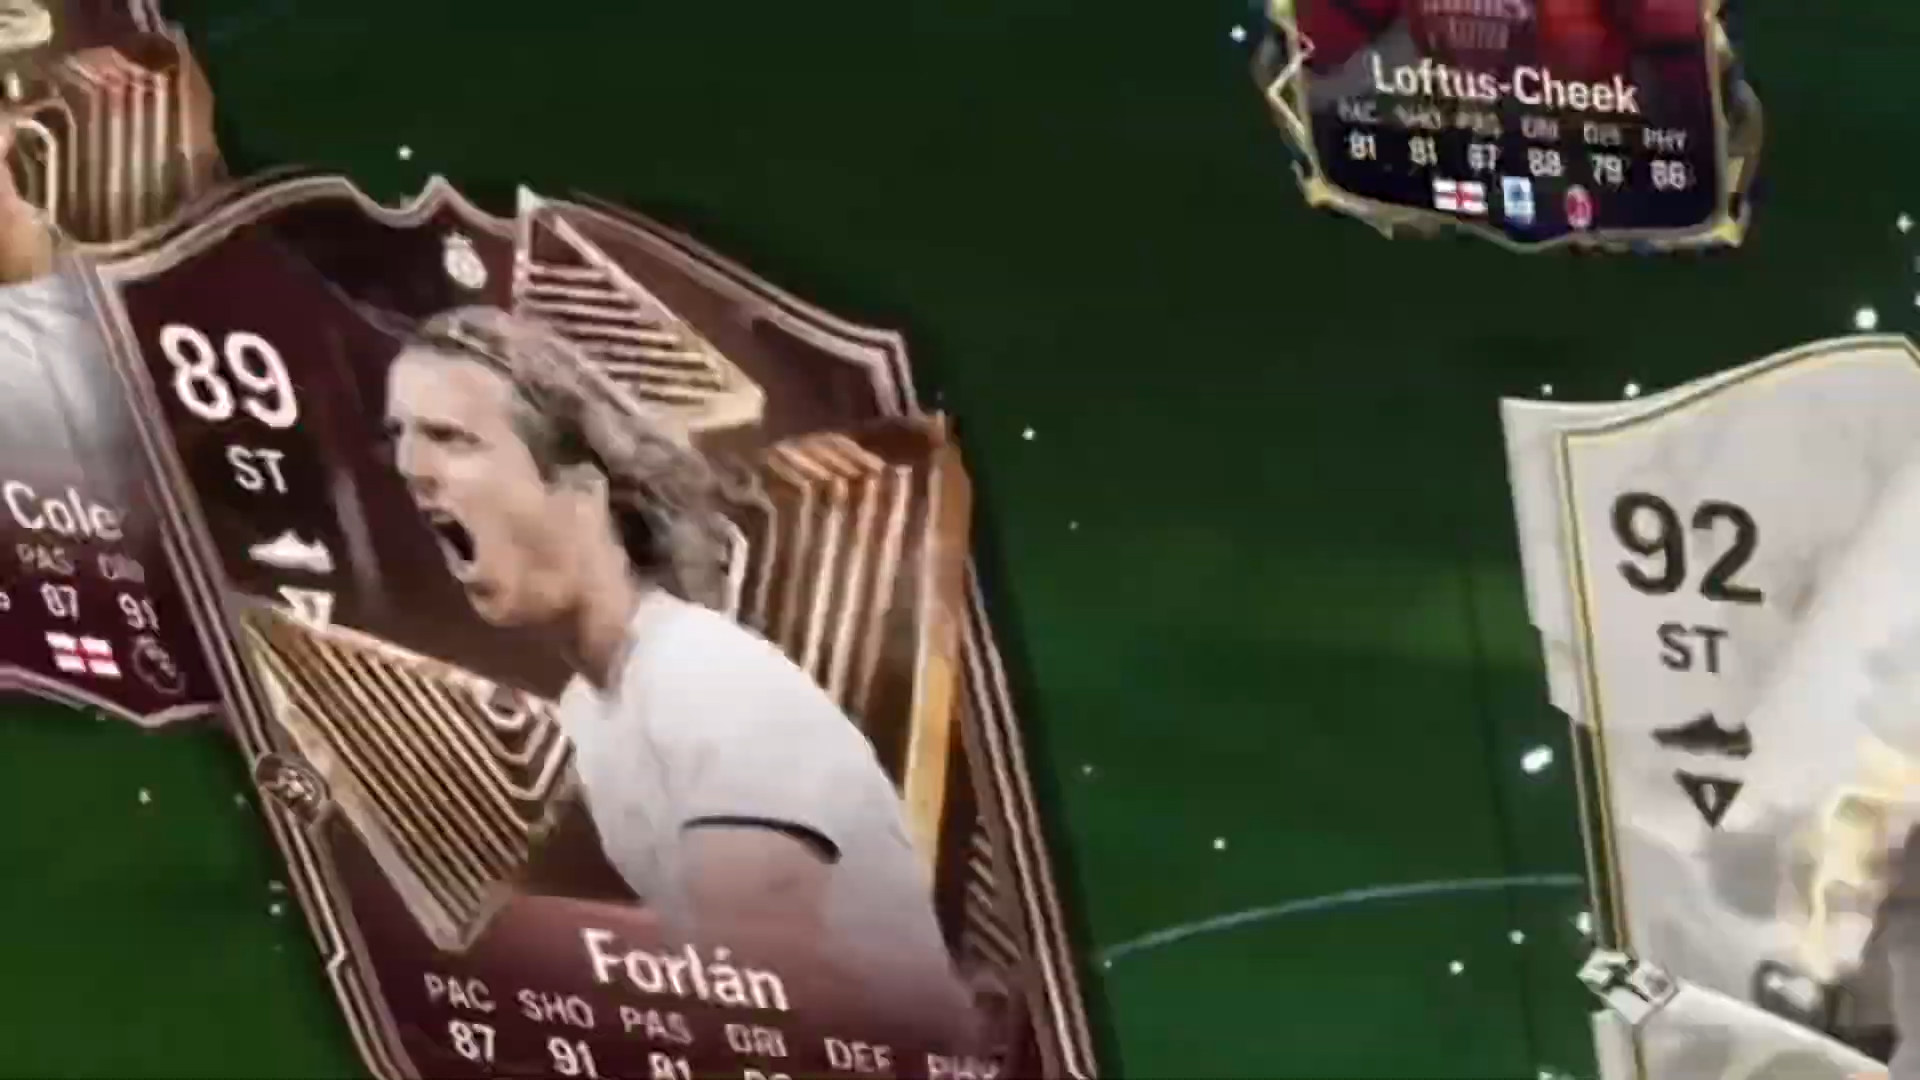 Loftus-Cheek
PAC SHO PAS DRI DEF PHY
81 81 87 88 79 88
89
ST
Cole
PAS DRI
87 91
92
ST
Forlán
PAC SHO PAS DRI DEF PHY
87 91 81